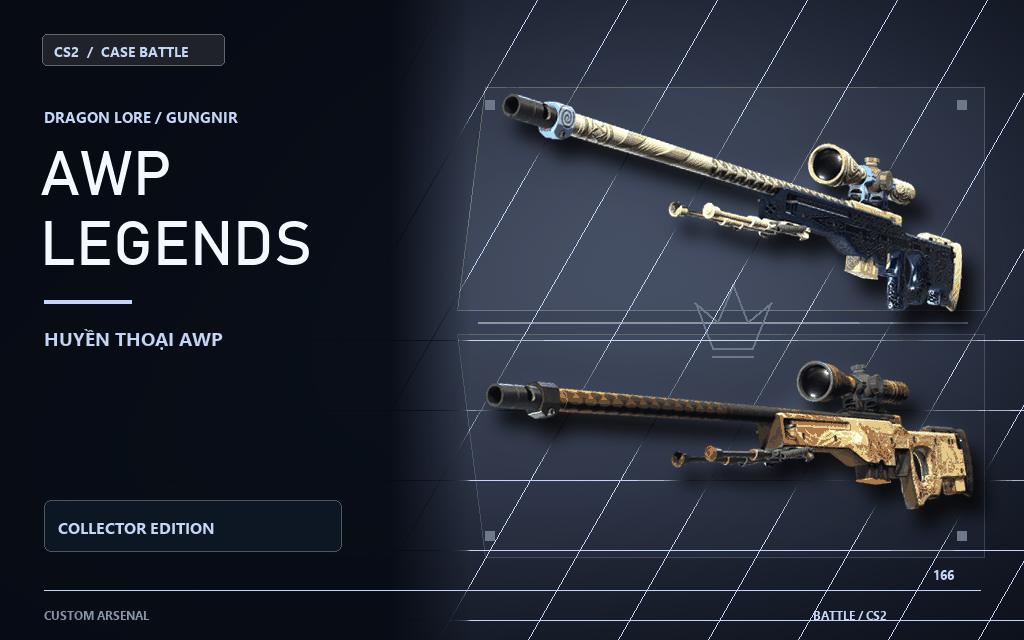 CS2 / CASE BATTLE
DRAGON LORE / GUNGNIR
AWP
LEGENDS
HUYỀN THOẠI AWP
COLLECTOR EDITION
166
CUSTOM ARSENAL
BATTLE / CS2